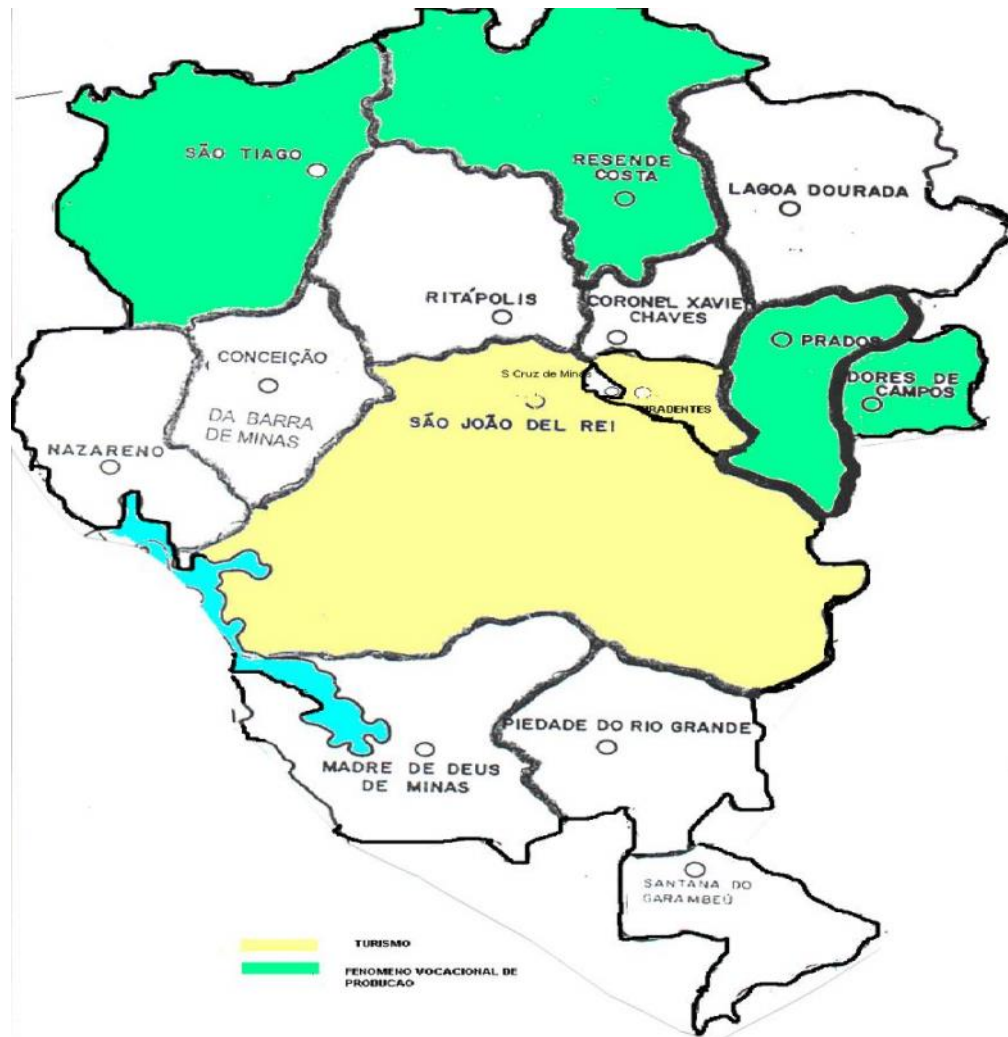 SÃO TIAGO
RESENDE
COSTA
LAGOA DOURADA
RITÁPOLIS
CORONEL XAVIER
CHAVES
PRADOS
CONCEIÇÃO
DA BARRA
DE MINAS
S Cruz de Minas
DORES DE
CAMPOS
IRADENTES
SÃO JOÃO DEL REI
NAZARENO
PIEDADE DO RIO GRANDE
MADRE DE DEUS
DE MINAS
SANTANA DO
GARAMBEÚ
TURISMO
FENOMENO VOCACIONAL DE
PRODUCAO